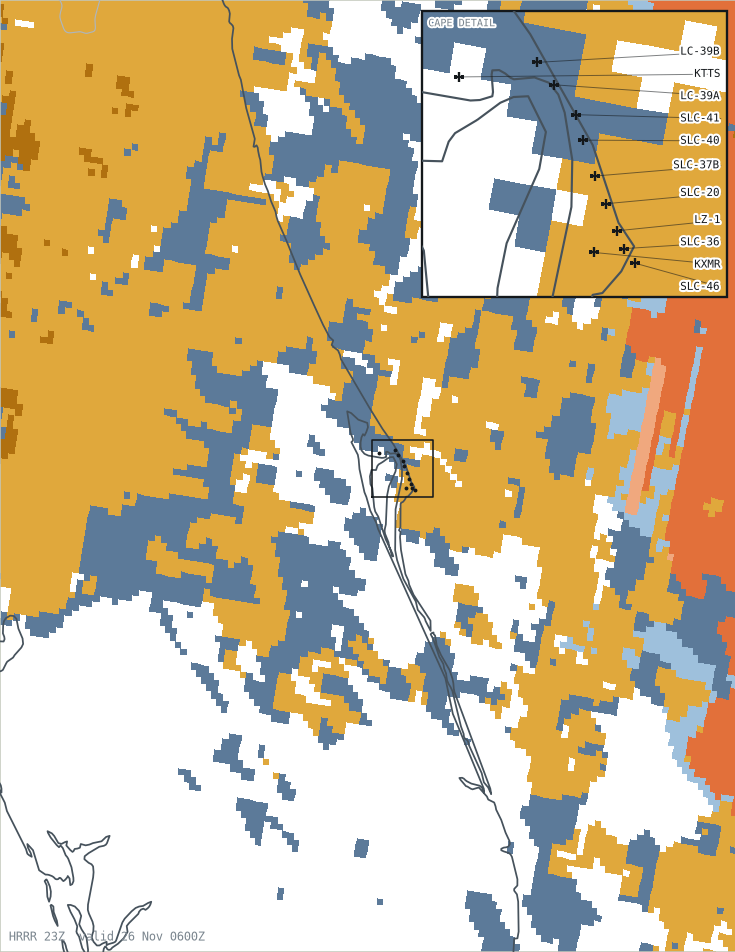 CAPE DETAIL
LC-39B
KTTS
LC-39A
SLC-41
SLC-40
SLC-37B
SLC-20
LZ-1
SLC-36
KXMR
SLC-46
HRRR 23Z valid 26 Nov 0600Z